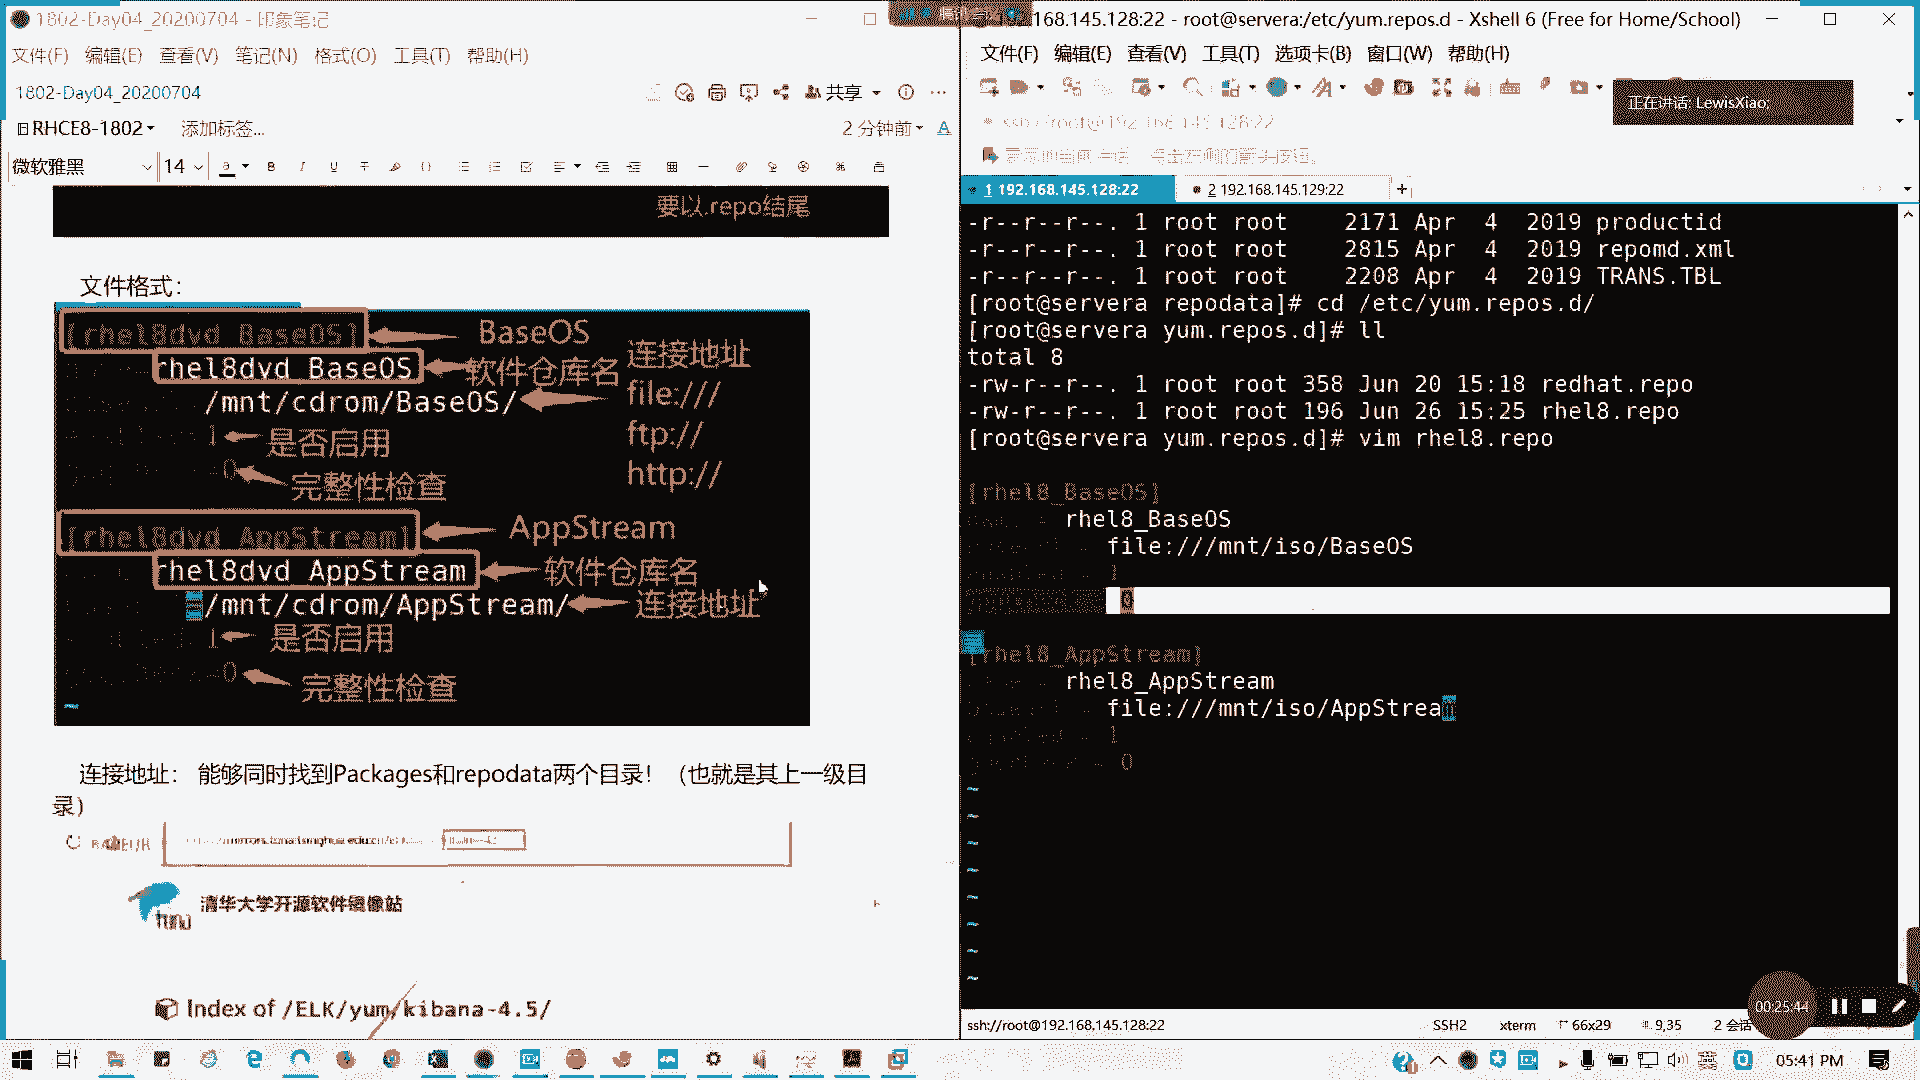 1802-Day04_20200704 - 印象笔记
文件(F) 编辑(E) 查看(V) 笔记(N) 格式(O) 工具(T) 帮助(H)
1802-Day04_20200704
共享
RHCE8-1802
添加标签...
2 分钟前
微软雅黑
14
要以.repo结尾
文件格式：
[rhel8dvd_BaseOS]
BaseOS
rhel8dvd_BaseOS
软件仓库名
连接地址
/mnt/cdrom/BaseOS/
file:///
1
是否启用
ftp://
0
完整性检查
http://
[rhel8dvd_AppStream]
AppStream
rhel8dvd_AppStream
软件仓库名
/mnt/cdrom/AppStream/
连接地址
1
是否启用
0
完整性检查
~
连接地址： 能够同时找到Packages和repodata两个目录！（也就是其上一级目
录）
清华大学开源软件镜像站
Index of /ELK/yum/kibana-4.5/
168.145.128:22 - root@servera:/etc/yum.repos.d - Xshell 6 (Free for Home/School)
文件(F) 编辑(E) 查看(V) 工具(T) 选项卡(B) 窗口(W) 帮助(H)
正在讲话: LewisXiao;
ssh://root@192.168.145.128:22
1 192.168.145.128:22
2 192.168.145.129:22
+
-r--r--r--. 1 root root 2171 Apr 4 2019 productid
-r--r--r--. 1 root root 2815 Apr 4 2019 repomd.xml
-r--r--r--. 1 root root 2208 Apr 4 2019 TRANS.TBL
[root@servera repodata]# cd /etc/yum.repos.d/
[root@servera yum.repos.d]# ll
total 8
-rw-r--r--. 1 root root 358 Jun 20 15:18 redhat.repo
-rw-r--r--. 1 root root 196 Jun 26 15:25 rhel8.repo
[root@servera yum.repos.d]# vim rhel8.repo
[rhel8_BaseOS]
rhel8_BaseOS
file:///mnt/iso/BaseOS
1
0
[rhel8_AppStream]
rhel8_AppStream
file:///mnt/iso/AppStream
1
0
~
~
~
~
~
~
~
~
00:25:44
ssh://root@192.168.145.128:22
SSH2
xterm
66x29
9,35
2 会话
英
05:41 PM